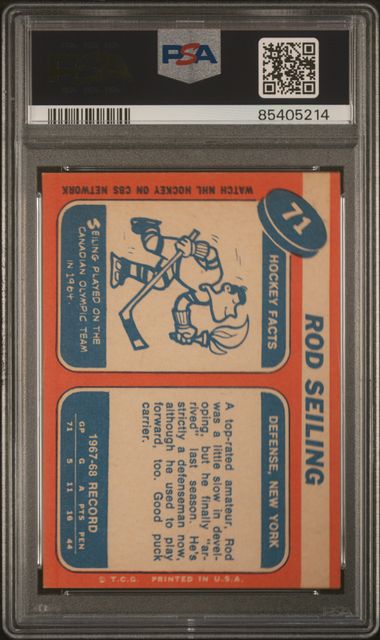 PSA
PSA
85405214
71
ROD SEILING
HOCKEY FACTS
SEILING PLAYED ON THE
CANADIAN OLYMPIC TEAM
IN 1964.
WATCH NHL HOCKEY ON CBS NETWORK
DEFENSE, NEW YORK
A top-rated amateur, Rod
was a little slow in devel-
oping, but he finally "ar-
rived" last season. He's
strictly a defenseman now,
although he used to play
forward, too. Good puck
carrier.
1967-68 RECORD
GP G A PTS PEN
71 5 11 16 44
© T.C.G. PRINTED IN U.S.A.
PSA